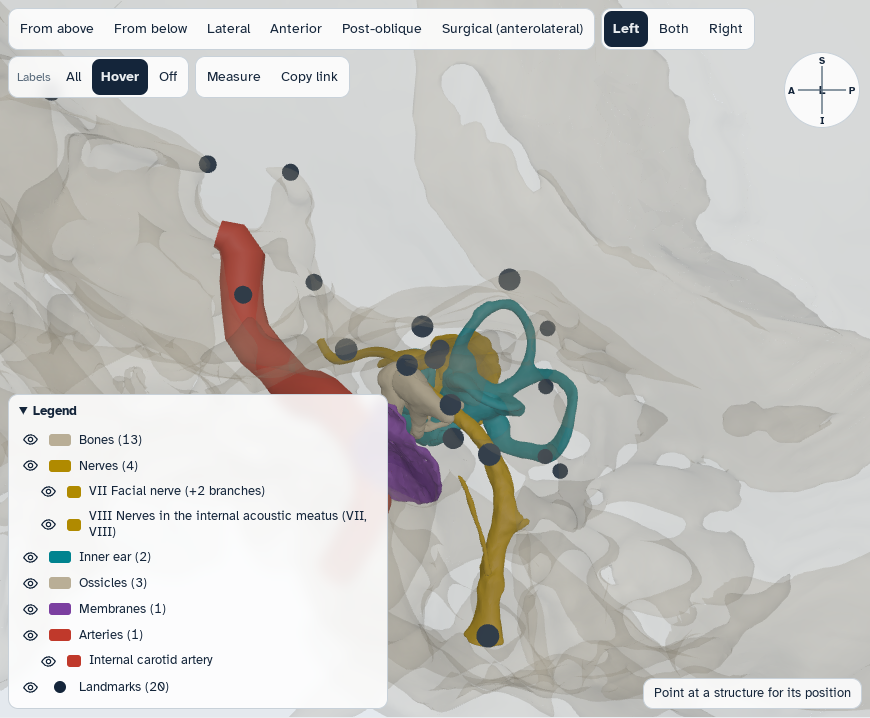 From above From below Lateral Anterior Post-oblique Surgical (anterolateral) Left Both Right
Labels All Hover Off Measure Copy link
S
A L P
I
▼ Legend
Bones (13)
Nerves (4)
VII Facial nerve (+2 branches)
VIII Nerves in the internal acoustic meatus (VII,
VIII)
Inner ear (2)
Ossicles (3)
Membranes (1)
Arteries (1)
Internal carotid artery
Landmarks (20)
Point at a structure for its position